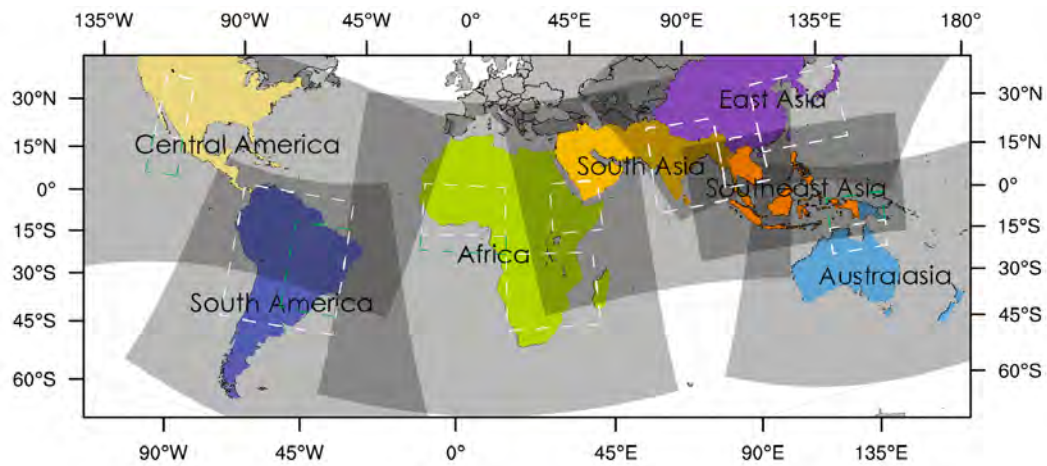 135°W 90°W 45°W 0° 45°E 90°E 135°E 180°
30°N 30°N
East Asia
15°N Central America South Asia 15°N
0° Southeast Asia 0°
15°S 15°S
Africa
30°S Australasia 30°S
South America
45°S 45°S
60°S 60°S
90°W 45°W 0° 45°E 90°E 135°E